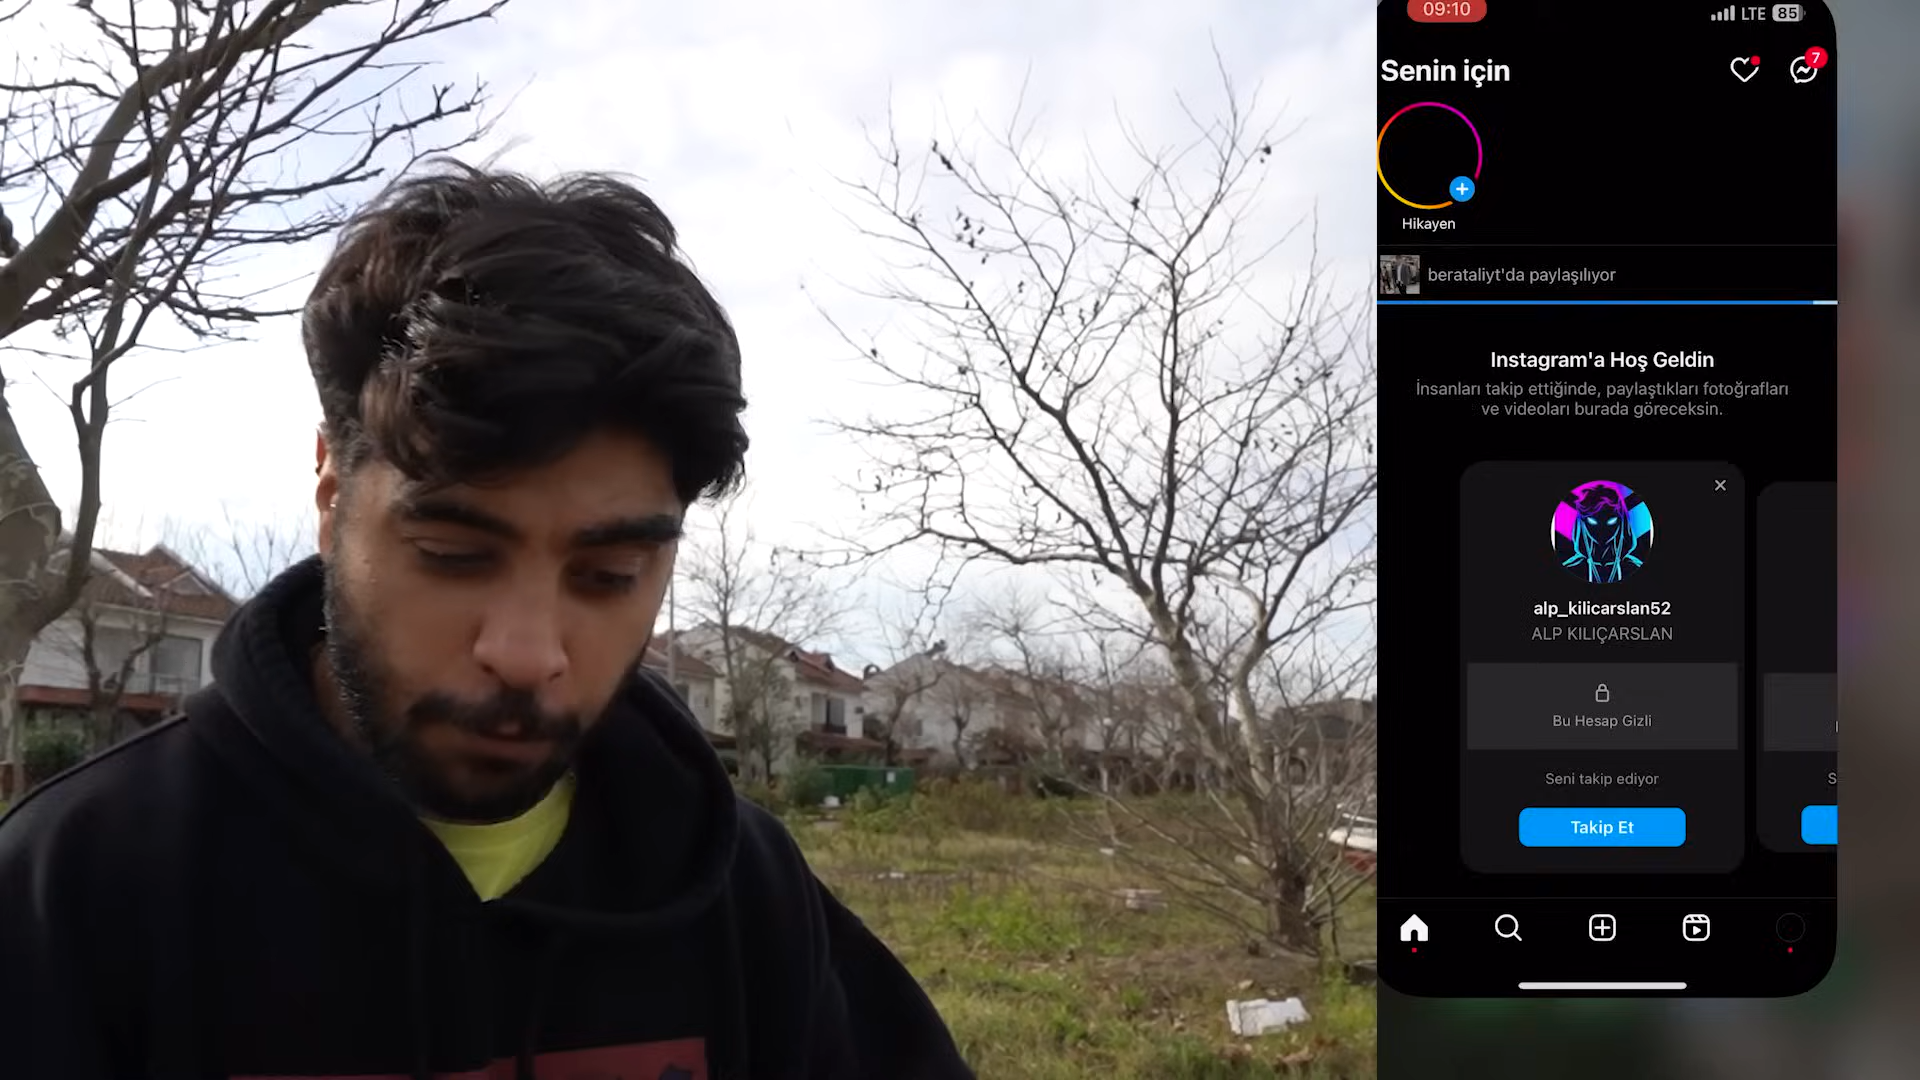 09:10
LTE 85
Senin için
7
Hikayen
berataliyt'da paylaşılıyor
Instagram'a Hoş Geldin
İnsanları takip ettiğinde, paylaştıkları fotoğrafları
ve videoları burada göreceksin.
alp_kilicarslan52
ALP KILIÇARSLAN
Bu Hesap Gizli
Seni takip ediyor
S
Takip Et